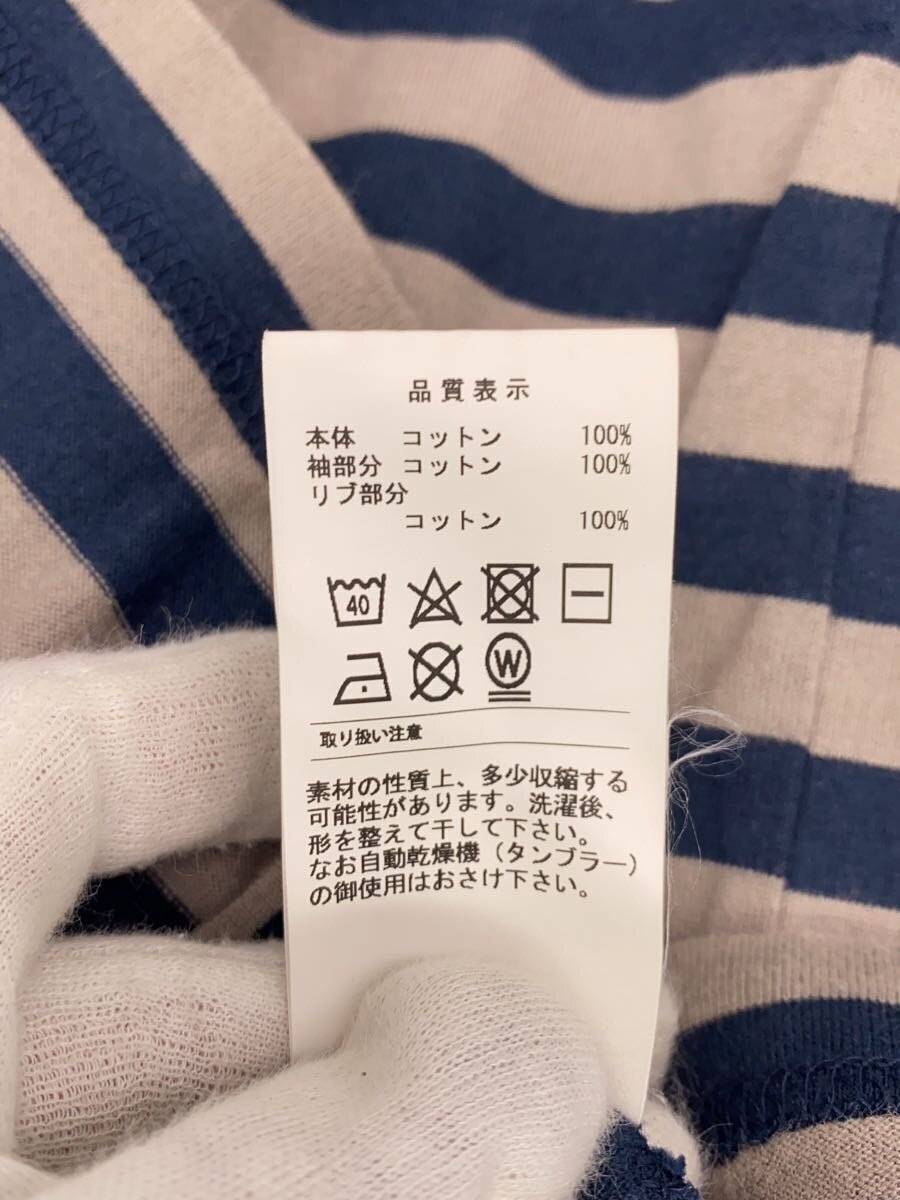 品質表示
本体 コットン 100%
袖部分 コットン 100%
リブ部分
コットン 100%
40
W
取り扱い注意
素材の性質上、多少収縮する
可能性があります。洗濯後、
形を整えて干して下さい。
なお自動乾燥機（タンブラー）
の御使用はおさけ下さい。